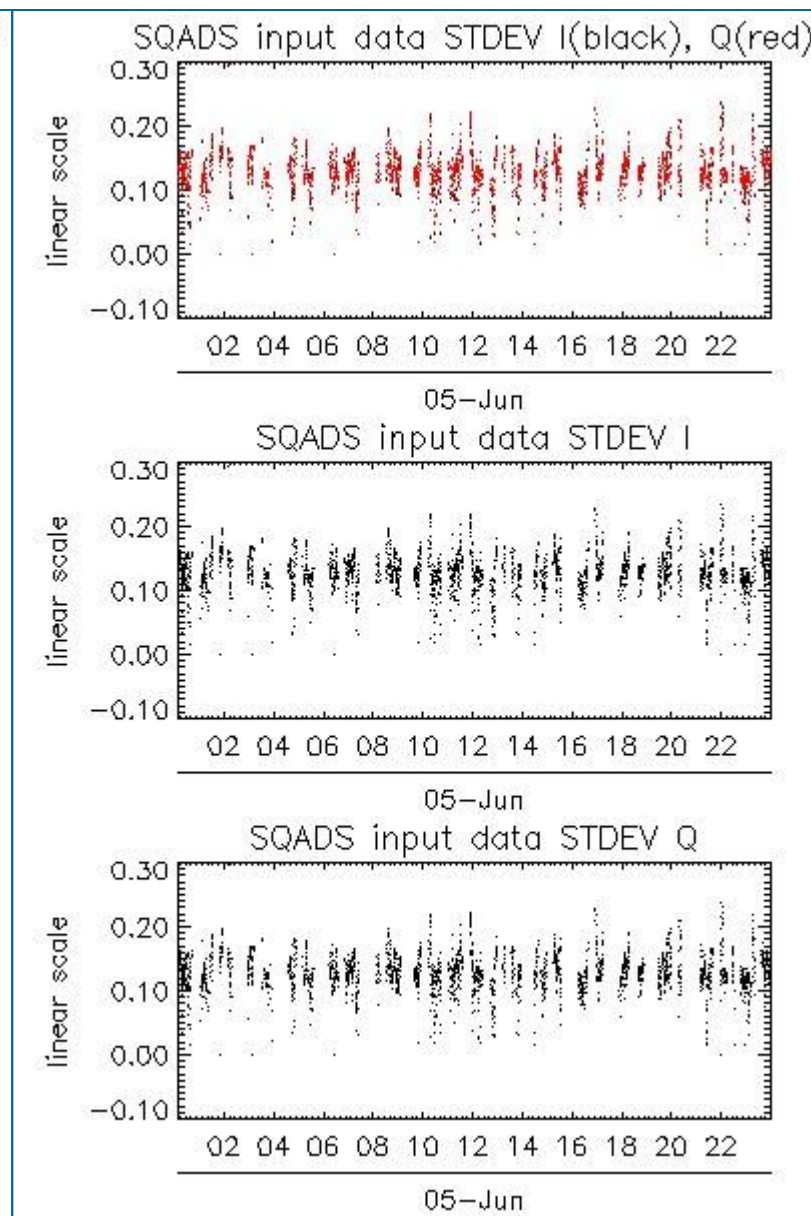 SQADS input data STDEV I(black), Q(red)
0.30
0.20
0.10
0.00
-0.10
linear scale
02 04 06 08 10 12 14 16 18 20 22
05-Jun
SQADS input data STDEV I
0.30
0.20
0.10
0.00
-0.10
linear scale
02 04 06 08 10 12 14 16 18 20 22
05-Jun
SQADS input data STDEV Q
0.30
0.20
0.10
0.00
-0.10
linear scale
02 04 06 08 10 12 14 16 18 20 22
05-Jun